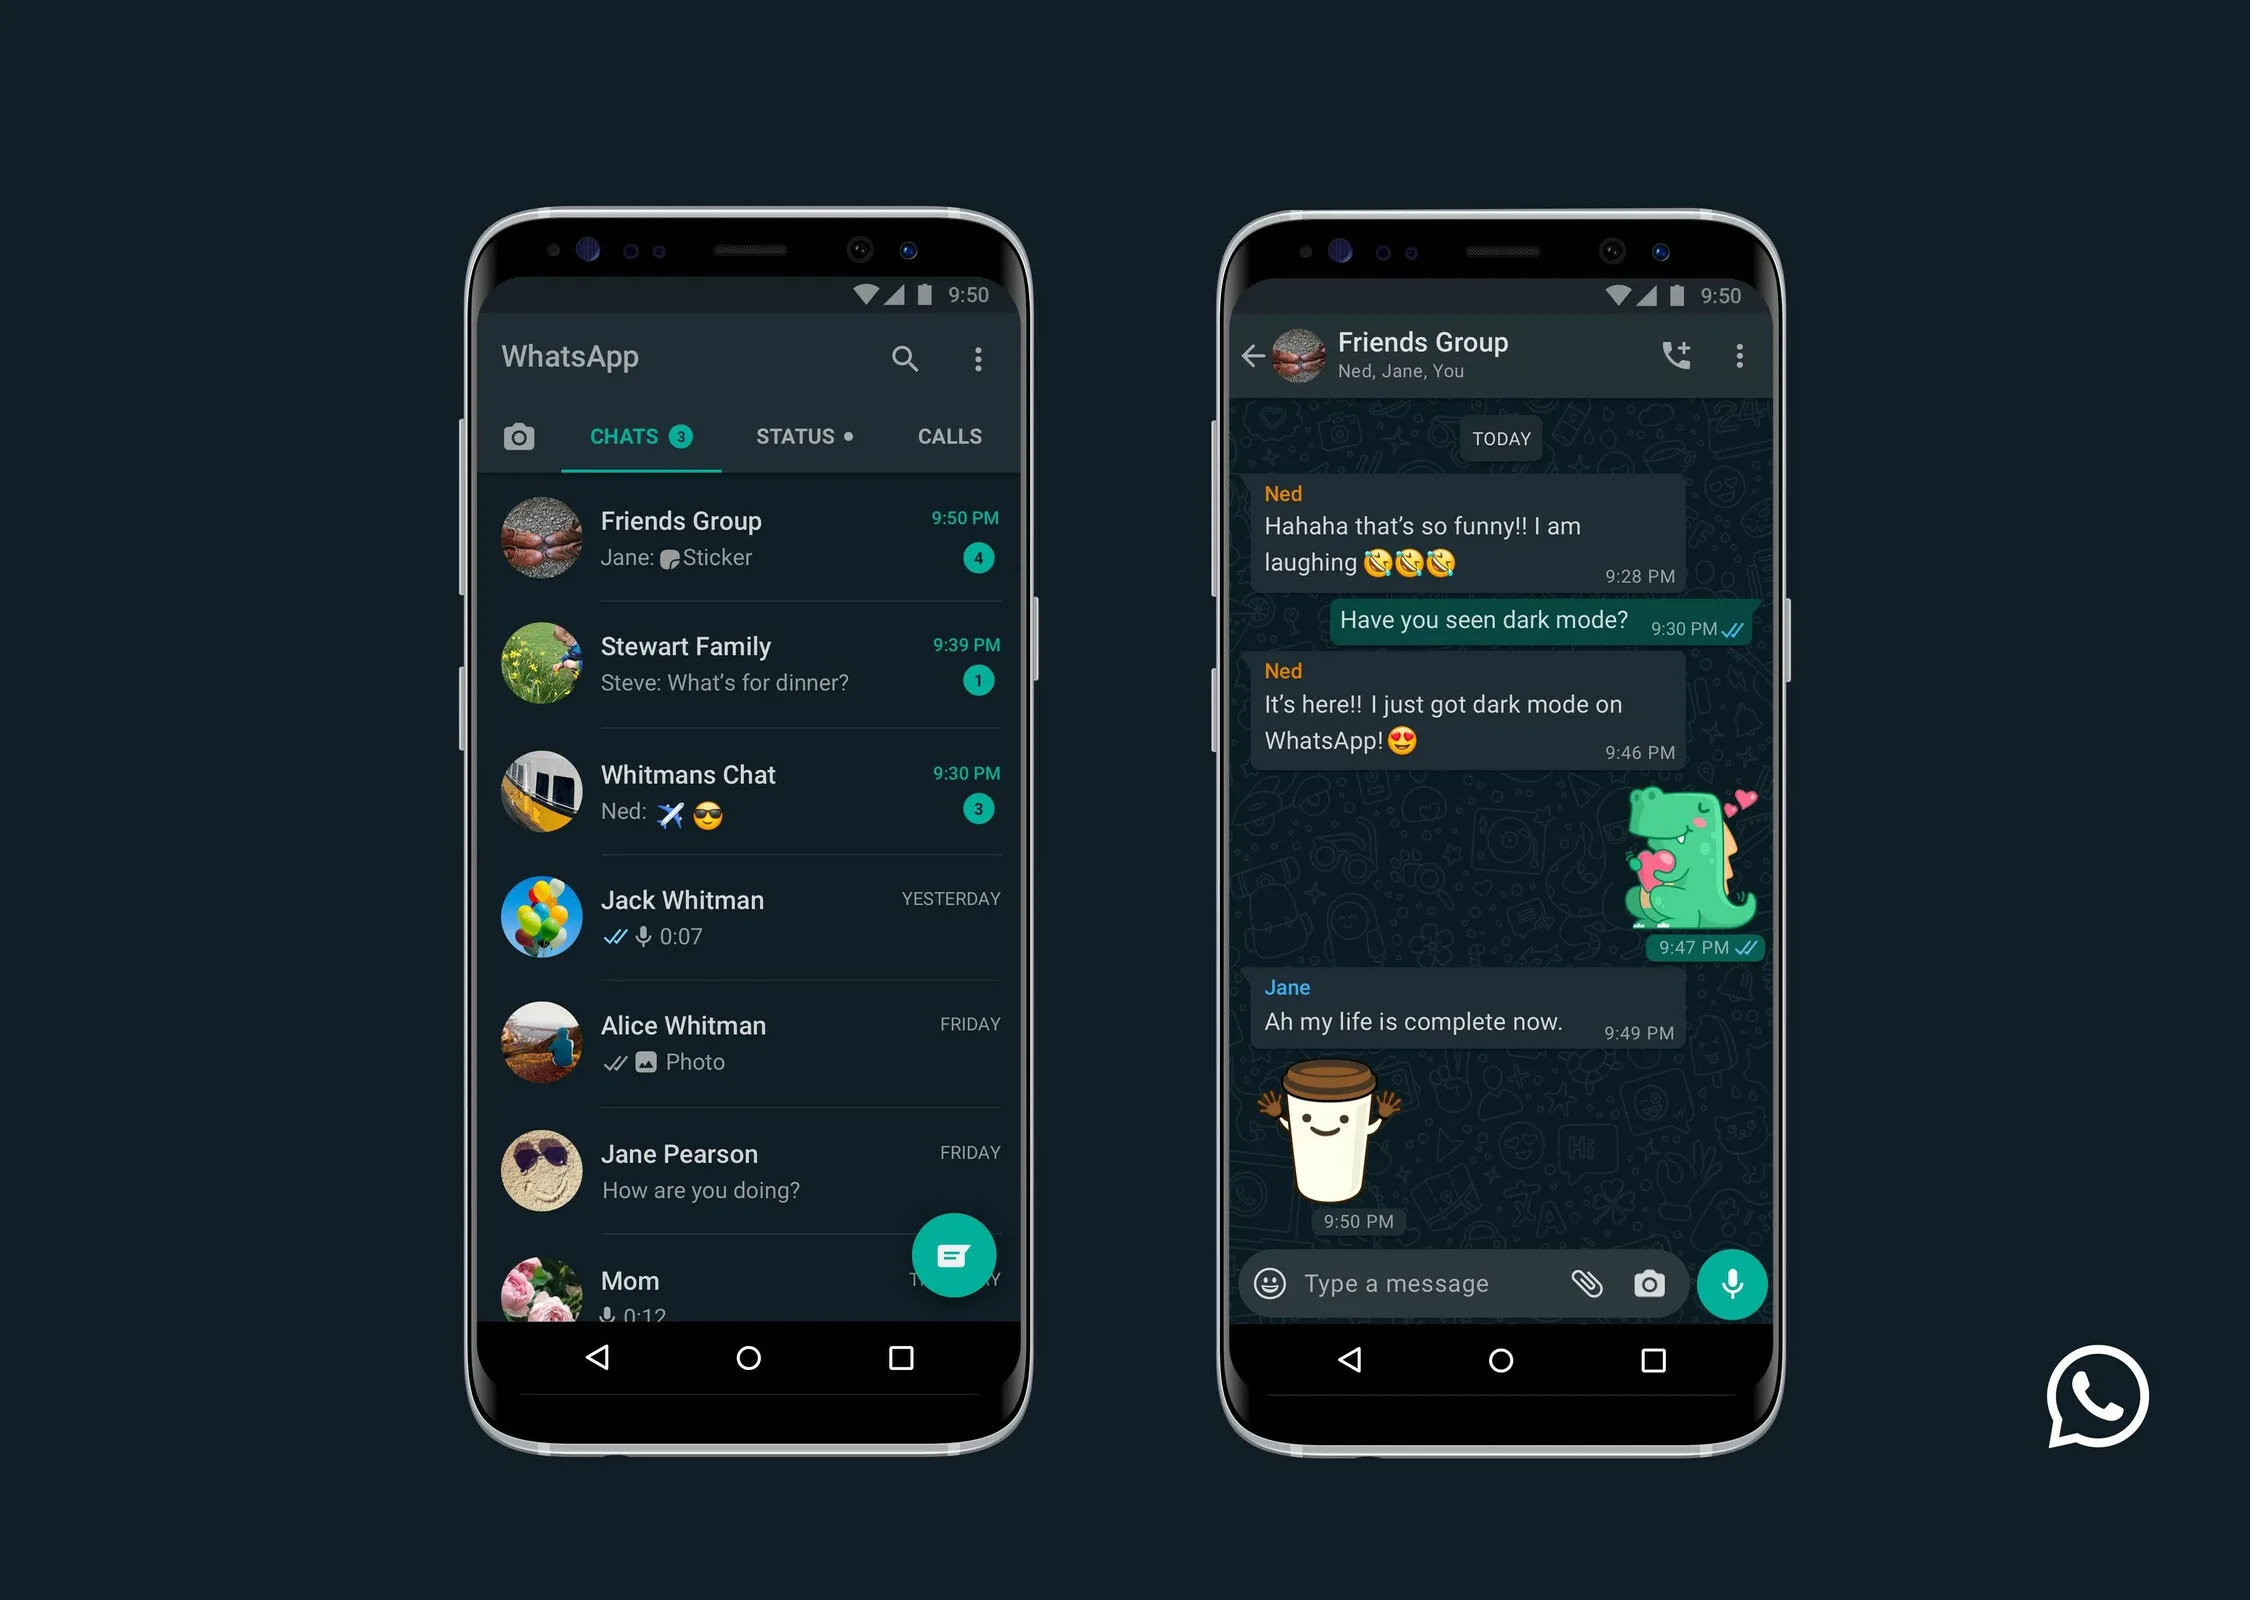 9:50
WhatsApp
CHATS 3
STATUS
CALLS
Friends Group
9:50 PM
Jane: Sticker
4
Stewart Family
9:39 PM
Steve: What’s for dinner?
1
Whitmans Chat
9:30 PM
Ned: ✈️ 😎
3
Jack Whitman
YESTERDAY
0:07
Alice Whitman
FRIDAY
Photo
Jane Pearson
FRIDAY
How are you doing?
Mom
0:12
9:50
Friends Group
Ned, Jane, You
TODAY
Ned
Hahaha that’s so funny!! I am
laughing 🤣🤣🤣
9:28 PM
Have you seen dark mode?
9:30 PM
Ned
It’s here!! I just got dark mode on
WhatsApp!😍
9:46 PM
9:47 PM
Jane
Ah my life is complete now.
9:49 PM
Hi
9:50 PM
Type a message